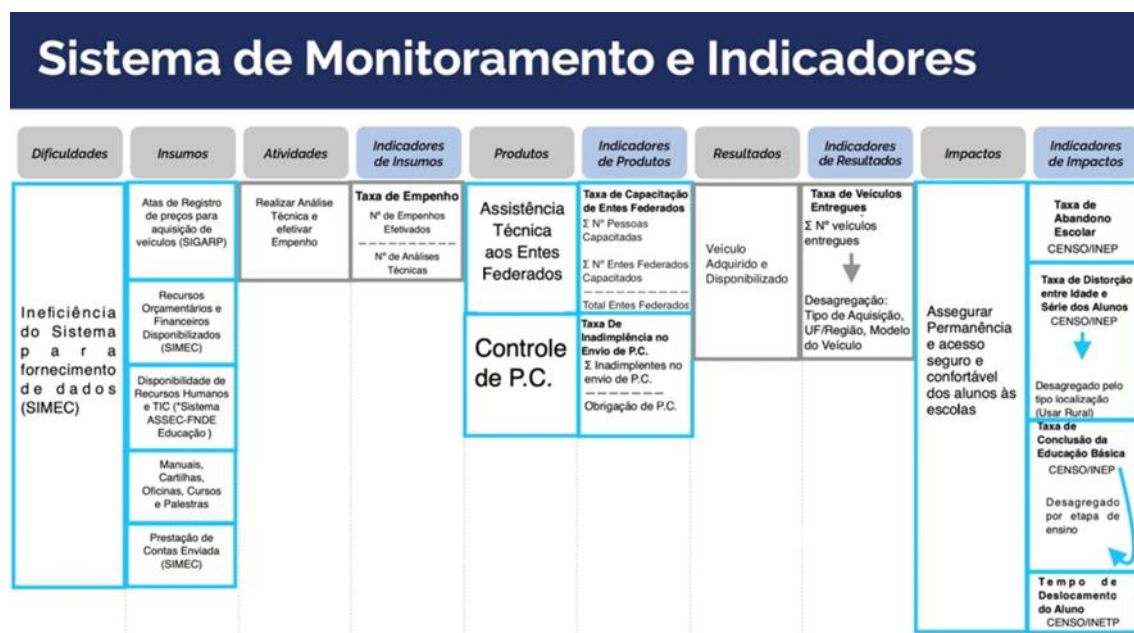 Sistema de Monitoramento e Indicadores
Dificuldades
Insumos
Atividades
Indicadores
de Insumos
Produtos
Indicadores
de Produtos
Resultados
Indicadores
de Resultados
Impactos
Indicadores
de Impactos
Ineficiência
do Sistema
para
fornecimento
de dados
(SIMEC)
Atas de Registro
de preços para
aquisição de
veículos (SIGARP)
Recursos
Orçamentários e
Financeiros
Disponibilizados
(SIMEC)
Disponibilidade de
Recursos Humanos
e TIC (*Sistema
ASSEC-FNDE
Educação )
Manuais,
Cartilhas,
Oficinas, Cursos
e Palestras
Prestação de
Contas Enviada
(SIMEC)
Realizar Análise
Técnica e
efetivar
Empenho
Taxa de Empenho
Nº de Empenhos
Efetivados
Nº de Análises
Técnicas
Assistência
Técnica
aos Entes
Federados
Controle
de P.C.
Taxa de Capacitação
de Entes Federados
Σ Nº Pessoas
Capacitadas
Σ Nº Entes Federados
Capacitados
Total Entes Federados
Taxa De
Inadimplência no
Envio de P.C.
Σ Inadimplentes no
envio de P.C.
Obrigação de P.C.
Veículo
Adquirido e
Disponibilizado
Taxa de Veículos
Entregues
Σ Nº veículos
entregues
Desagregação:
Tipo de Aquisição,
UF/Região, Modelo
do Veículo
Assegurar
Permanência
e acesso
seguro e
confortável
dos alunos às
escolas
Taxa de
Abandono
Escolar
CENSO/INEP
Taxa de Distorção
entre Idade e
Série dos Alunos
CENSO/INEP
Desagregado pelo
tipo localização
(Usar Rural)
Taxa de
Conclusão da
Educação Básica
CENSO/INEP
Desagregado
por etapa de
ensino
Tempo de
Deslocamento
do Aluno
CENSO/INETP